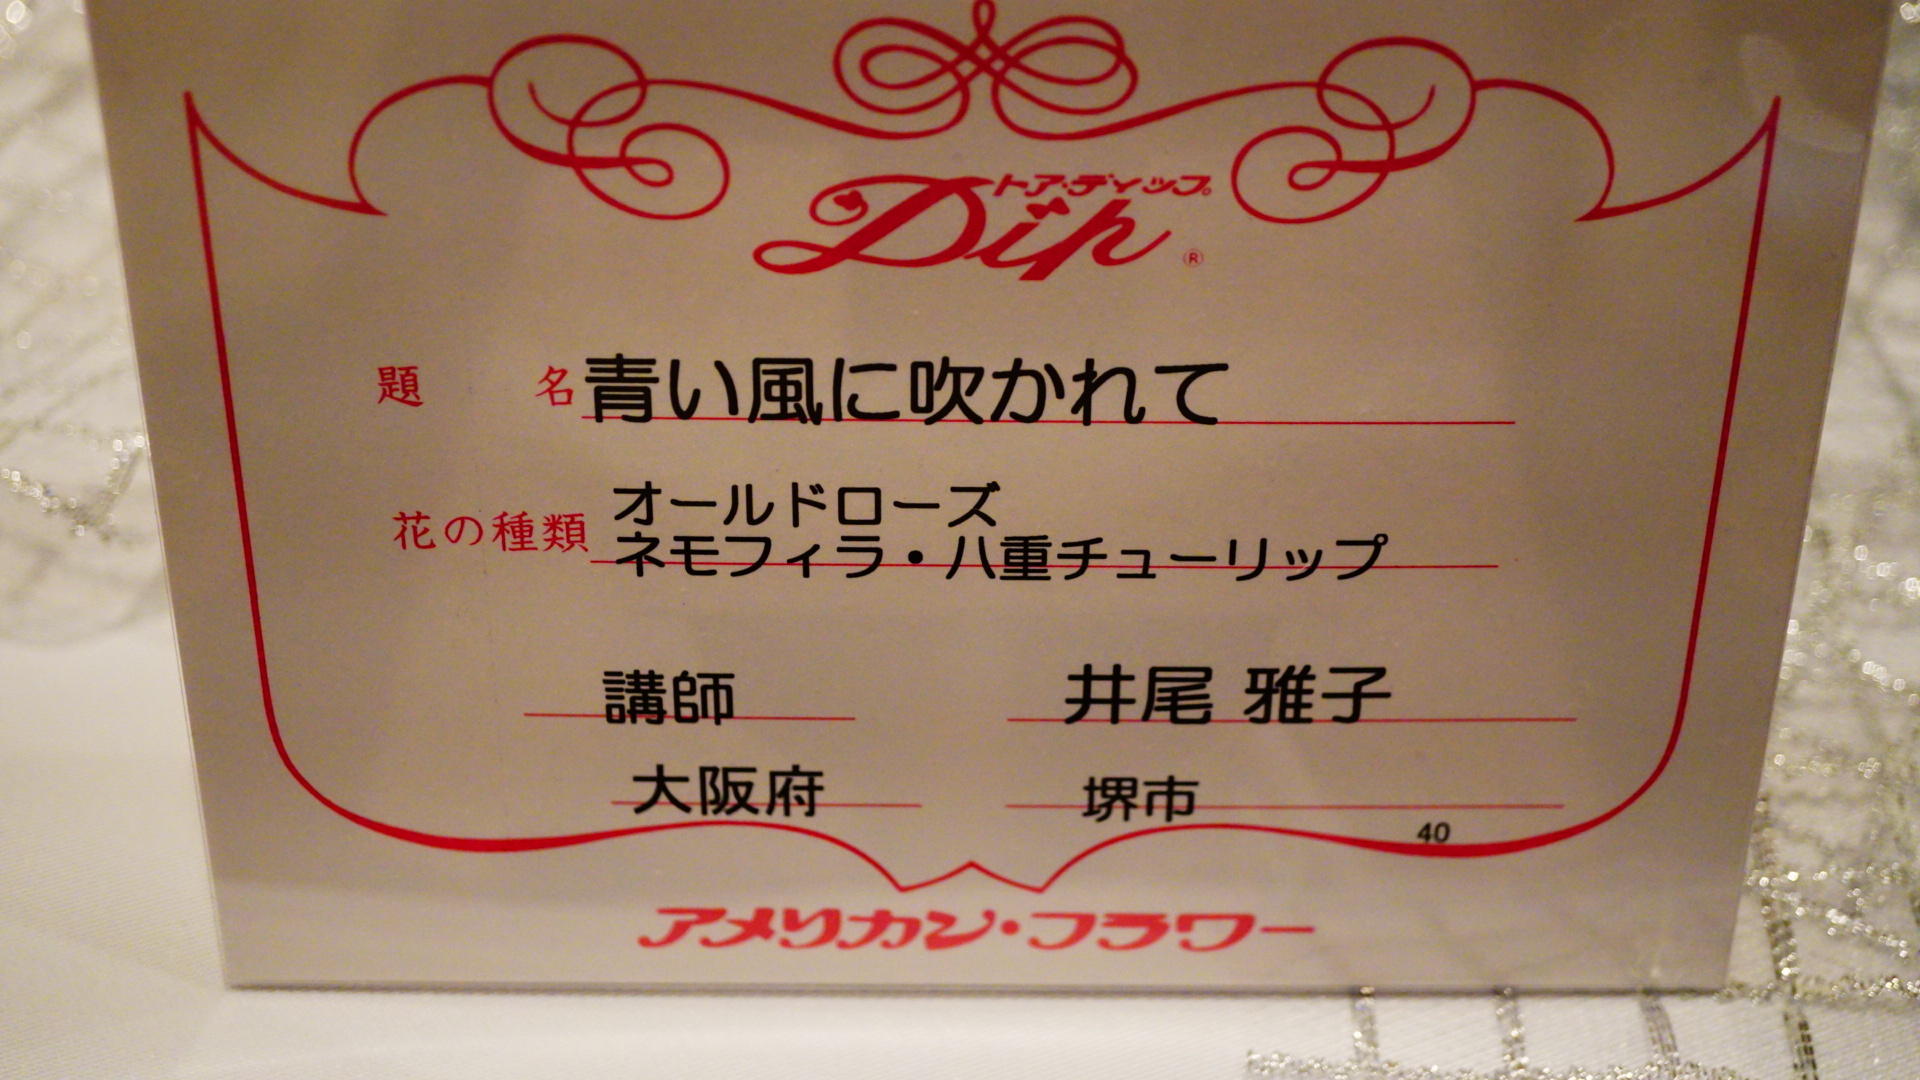 トア・ディップ
Dip ®
題 名 青い風に吹かれて
オールドローズ
花の種類 ネモフィラ・八重チューリップ
講師 井尾 雅子
大阪府 堺市
40
アメリカン・フラワー